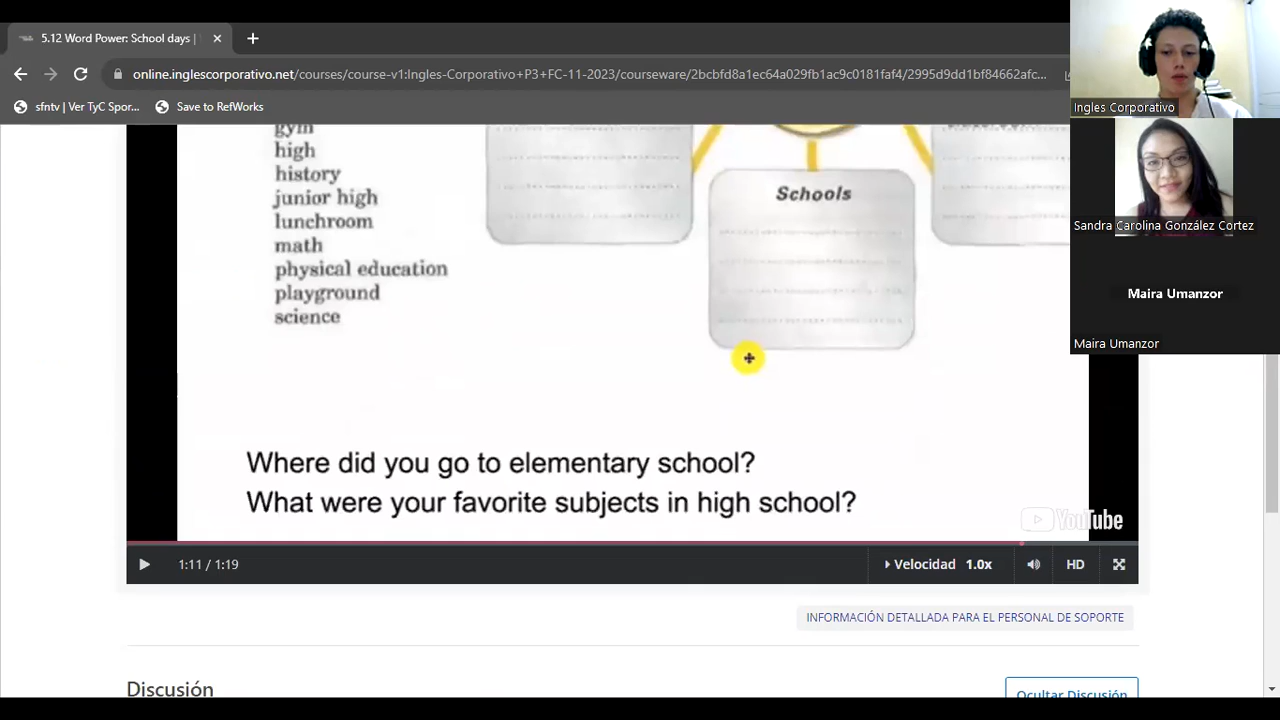 5.12 Word Power: School days |
online.inglescorporativo.net/courses/course-v1:Ingles-Corporativo+P3+FC-11-2023/courseware/2bcbfd8a1ec64a029fb1ac9c0181faf4/2995d9dd1bf84662afc...
sfntv | Ver TyC Spor...
Save to RefWorks
Ingles Corporativo
Sandra Carolina González Cortez
Maira Umanzor
Maira Umanzor
gym
high
history
junior high
lunchroom
math
physical education
playground
science
Schools
Where did you go to elementary school?
What were your favorite subjects in high school?
YouTube
1:11 / 1:19
Velocidad 1.0x
HD
INFORMACIÓN DETALLADA PARA EL PERSONAL DE SOPORTE
Discusión
Ocultar Discusión